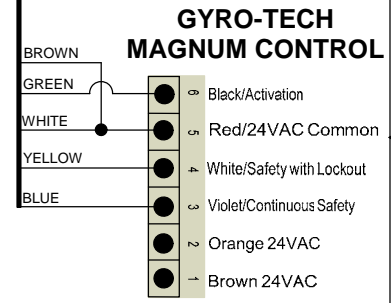 GYRO-TECH
MAGNUM CONTROL
BROWN
GREEN
6 Black/Activation
WHITE
5 Red/24VAC Common
YELLOW
4 White/Safety with Lockout
BLUE
3 Violet/Continuous Safety
2 Orange 24VAC
1 Brown 24VAC